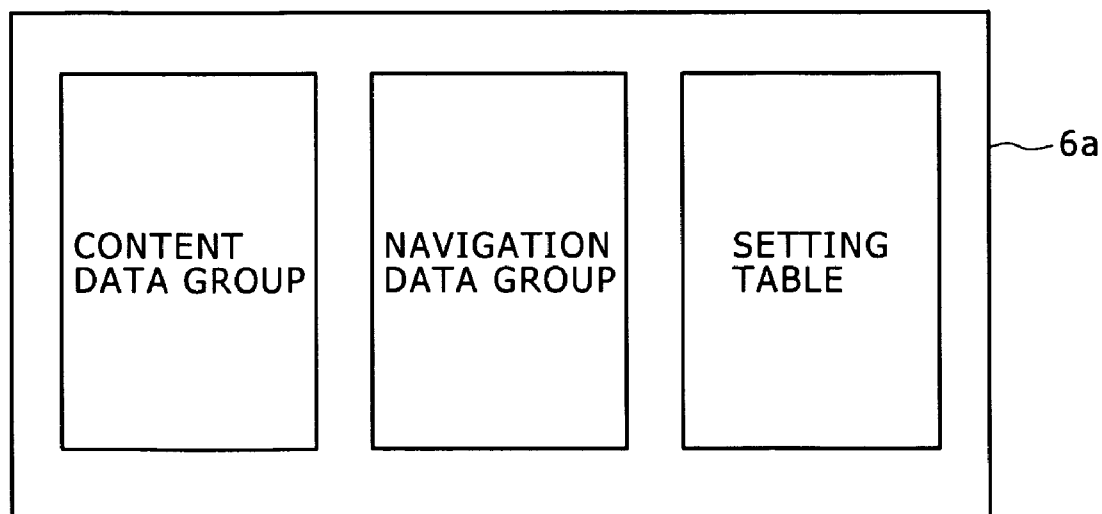 CONTENT
DATA GROUP
NAVIGATION
DATA GROUP
SETTING
TABLE
6a